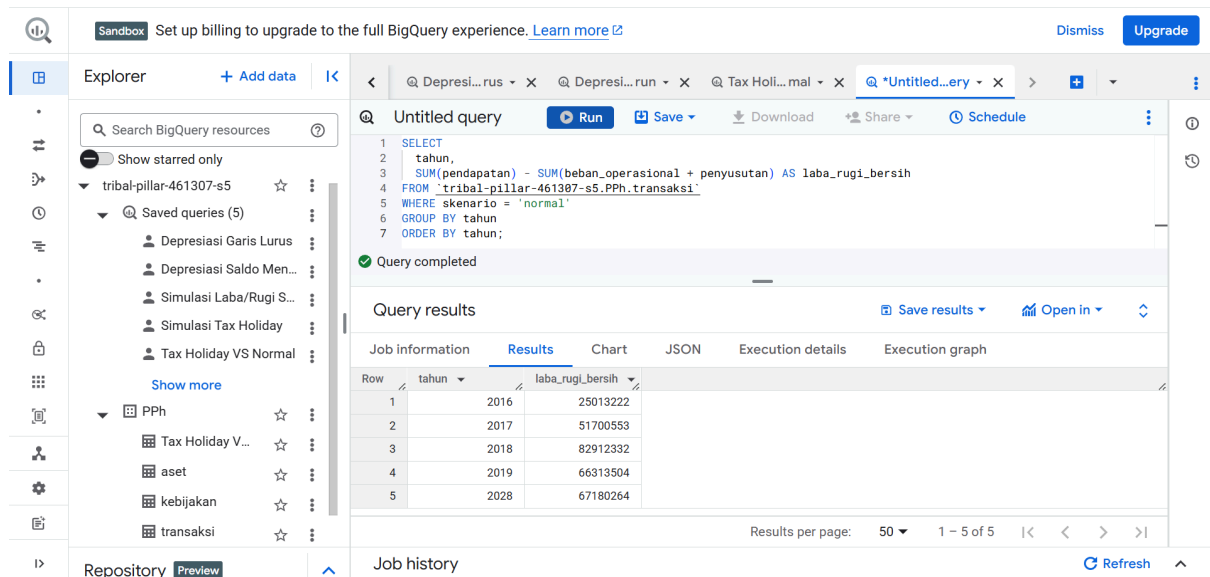 Sandbox Set up billing to upgrade to the full BigQuery experience. Learn more
Dismiss
Upgrade
Explorer
+ Add data
Search BigQuery resources
Show starred only
tribal-pillar-461307-s5
Saved queries (5)
Depresiasi Garis Lurus
Depresiasi Saldo Men...
Simulasi Laba/Rugi S...
Simulasi Tax Holiday
Tax Holiday VS Normal
Show more
PPh
Tax Holiday V...
aset
kebijakan
transaksi
Repository Preview
Depresi...rus
Depresi...run
Tax Holi...mal
*Untitled...ery
Untitled query
Run
Save
Download
Share
Schedule
1 SELECT
2 tahun,
3 SUM(pendapatan) - SUM(beban_operasional + penyusutan) AS laba_rugi_bersih
4 FROM `tribal-pillar-461307-s5.PPh.transaksi`
5 WHERE skenario = 'normal'
6 GROUP BY tahun
7 ORDER BY tahun;
Query completed
Query results
Save results
Open in
Job information
Results
Chart
JSON
Execution details
Execution graph
Row tahun laba_rugi_bersih
1 2016 25013222
2 2017 51700553
3 2018 82912332
4 2019 66313504
5 2028 67180264
Results per page: 50 1 – 5 of 5
Job history
Refresh